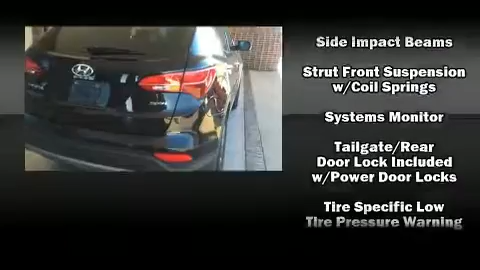 Side Impact Beams
Strut Front Suspension
w/Coil Springs
Systems Monitor
Tailgate/Rear
Door Lock Included
w/Power Door Locks
Tire Specific Low
Tire Pressure Warning